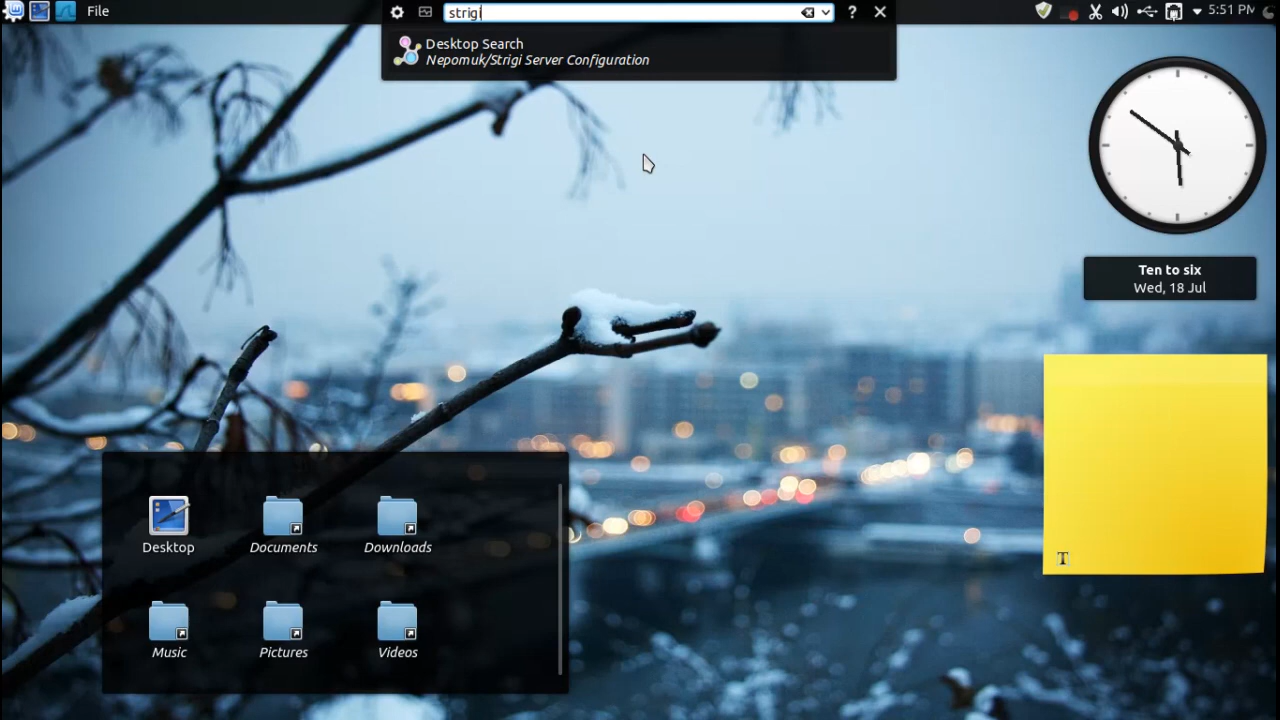 File
strigi
?
5:51 PM
Desktop Search
Nepomuk/Strigi Server Configuration
Ten to six
Wed, 18 Jul
T
Desktop
Documents
Downloads
Music
Pictures
Videos